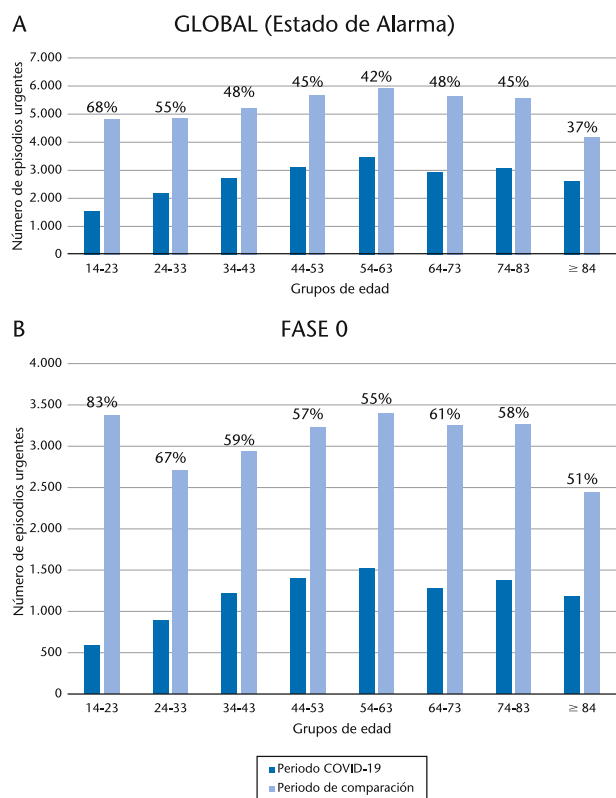 A GLOBAL (Estado de Alarma)
Número de episodios urgentes
7.000
6.000
5.000
4.000
3.000
2.000
1.000
0
68% 55% 48% 45% 42% 48% 45% 37%
14-23 24-33 34-43 44-53 54-63 64-73 74-83 ≧ 84
Grupos de edad
B FASE 0
Número de episodios urgentes
4.000
3.500
3.000
2.500
2.000
1.500
1.000
500
0
83% 67% 59% 57% 55% 61% 58% 51%
14-23 24-33 34-43 44-53 54-63 64-73 74-83 ≧ 84
Grupos de edad
Periodo COVID-19
Periodo de comparación